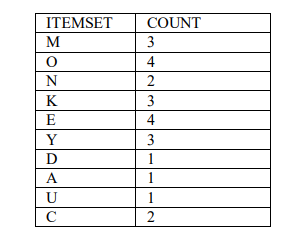 ITEMSET COUNT
M 3
O 4
N 2
K 3
E 4
Y 3
D 1
A 1
U 1
C 2